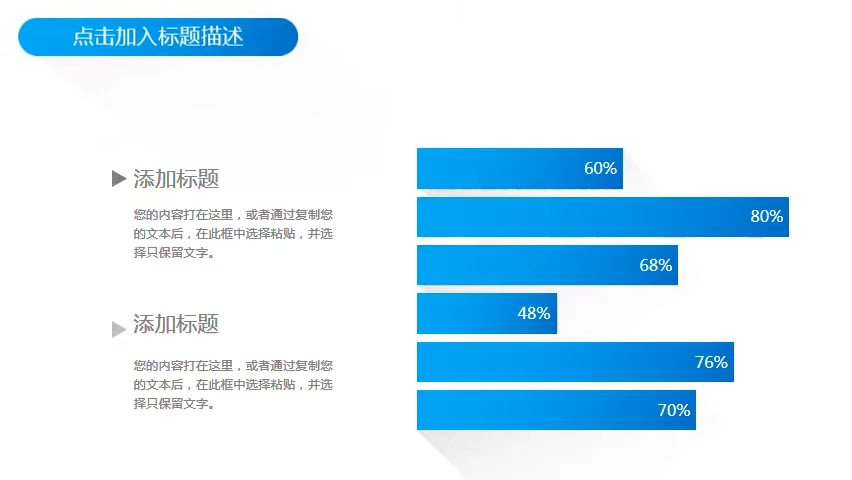 点击加入标题描述
添加标题
您的内容打在这里，或者通过复制您
的文本后，在此框中选择粘贴，并选
择只保留文字。
添加标题
您的内容打在这里，或者通过复制您
的文本后，在此框中选择粘贴，并选
择只保留文字。
60%
80%
68%
48%
76%
70%